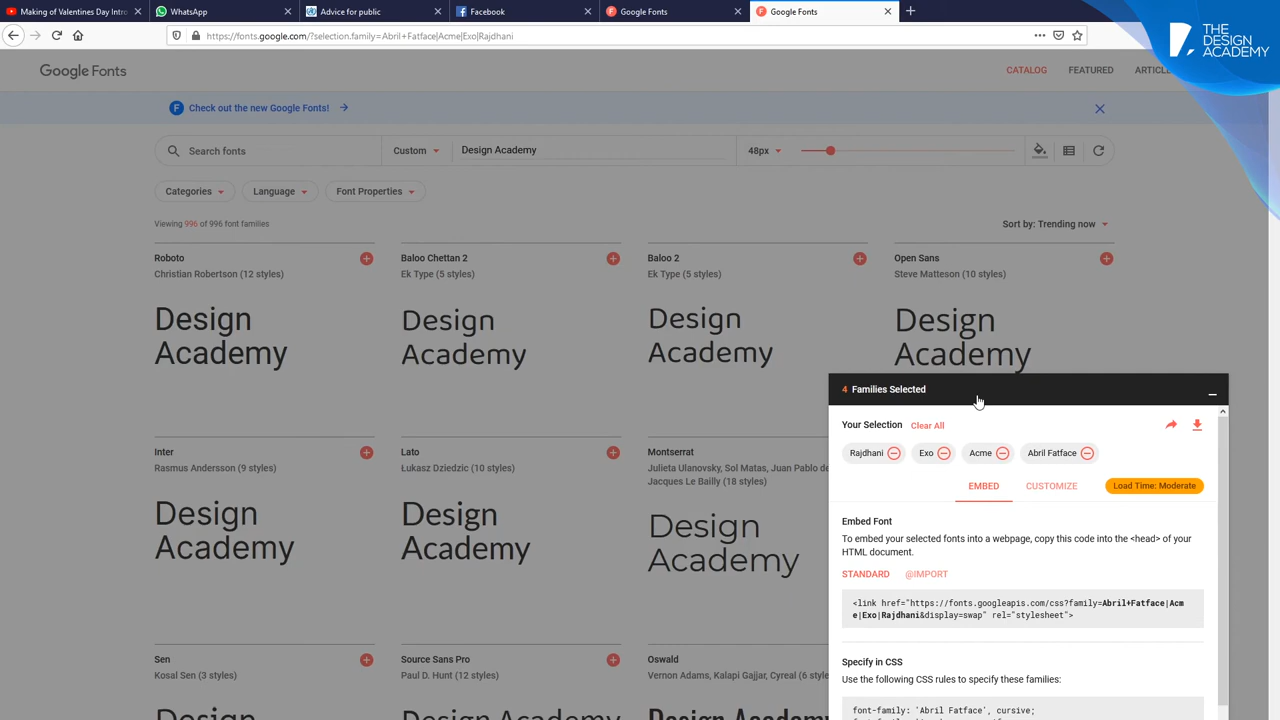 Making of Valentines Day Intro
WhatsApp
Advice for public
Facebook
Google Fonts
Google Fonts
https://fonts.google.com/?selection.family=Abril+Fatface|Acme|Exo|Rajdhani
THE
DESIGN
ACADEMY
Google Fonts
CATALOG
FEATURED
ARTICL
Check out the new Google Fonts!
Search fonts
Custom
Design Academy
48px
Categories
Language
Font Properties
Viewing 996 of 996 font families
Sort by: Trending now
Roboto
Christian Robertson (12 styles)
Design
Academy
Baloo Chettan 2
Ek Type (5 styles)
Design
Academy
Baloo 2
Ek Type (5 styles)
Design
Academy
Open Sans
Steve Matteson (10 styles)
Design
Academy
Inter
Rasmus Andersson (9 styles)
Design
Academy
Lato
Łukasz Dziedzic (10 styles)
Design
Academy
Montserrat
Julieta Ulanovsky, Sol Matas, Juan Pablo de
Jacques Le Bailly (18 styles)
Design
Academy
Sen
Kosal Sen (3 styles)
Source Sans Pro
Paul D. Hunt (12 styles)
Design Academy
Oswald
Vernon Adams, Kalapi Gajjar, Cyreal (6 style
Design Academy
4 Families Selected
Your Selection
Clear All
Rajdhani
Exo
Acme
Abril Fatface
EMBED
CUSTOMIZE
Load Time: Moderate
Embed Font
To embed your selected fonts into a webpage, copy this code into the <head> of your
HTML document.
STANDARD
@IMPORT
<link href="https://fonts.googleapis.com/css?family=Abril+Fatface|Acm
e|Exo|Rajdhani&display=swap" rel="stylesheet">
Specify in CSS
Use the following CSS rules to specify these families:
font-family: 'Abril Fatface', cursive;